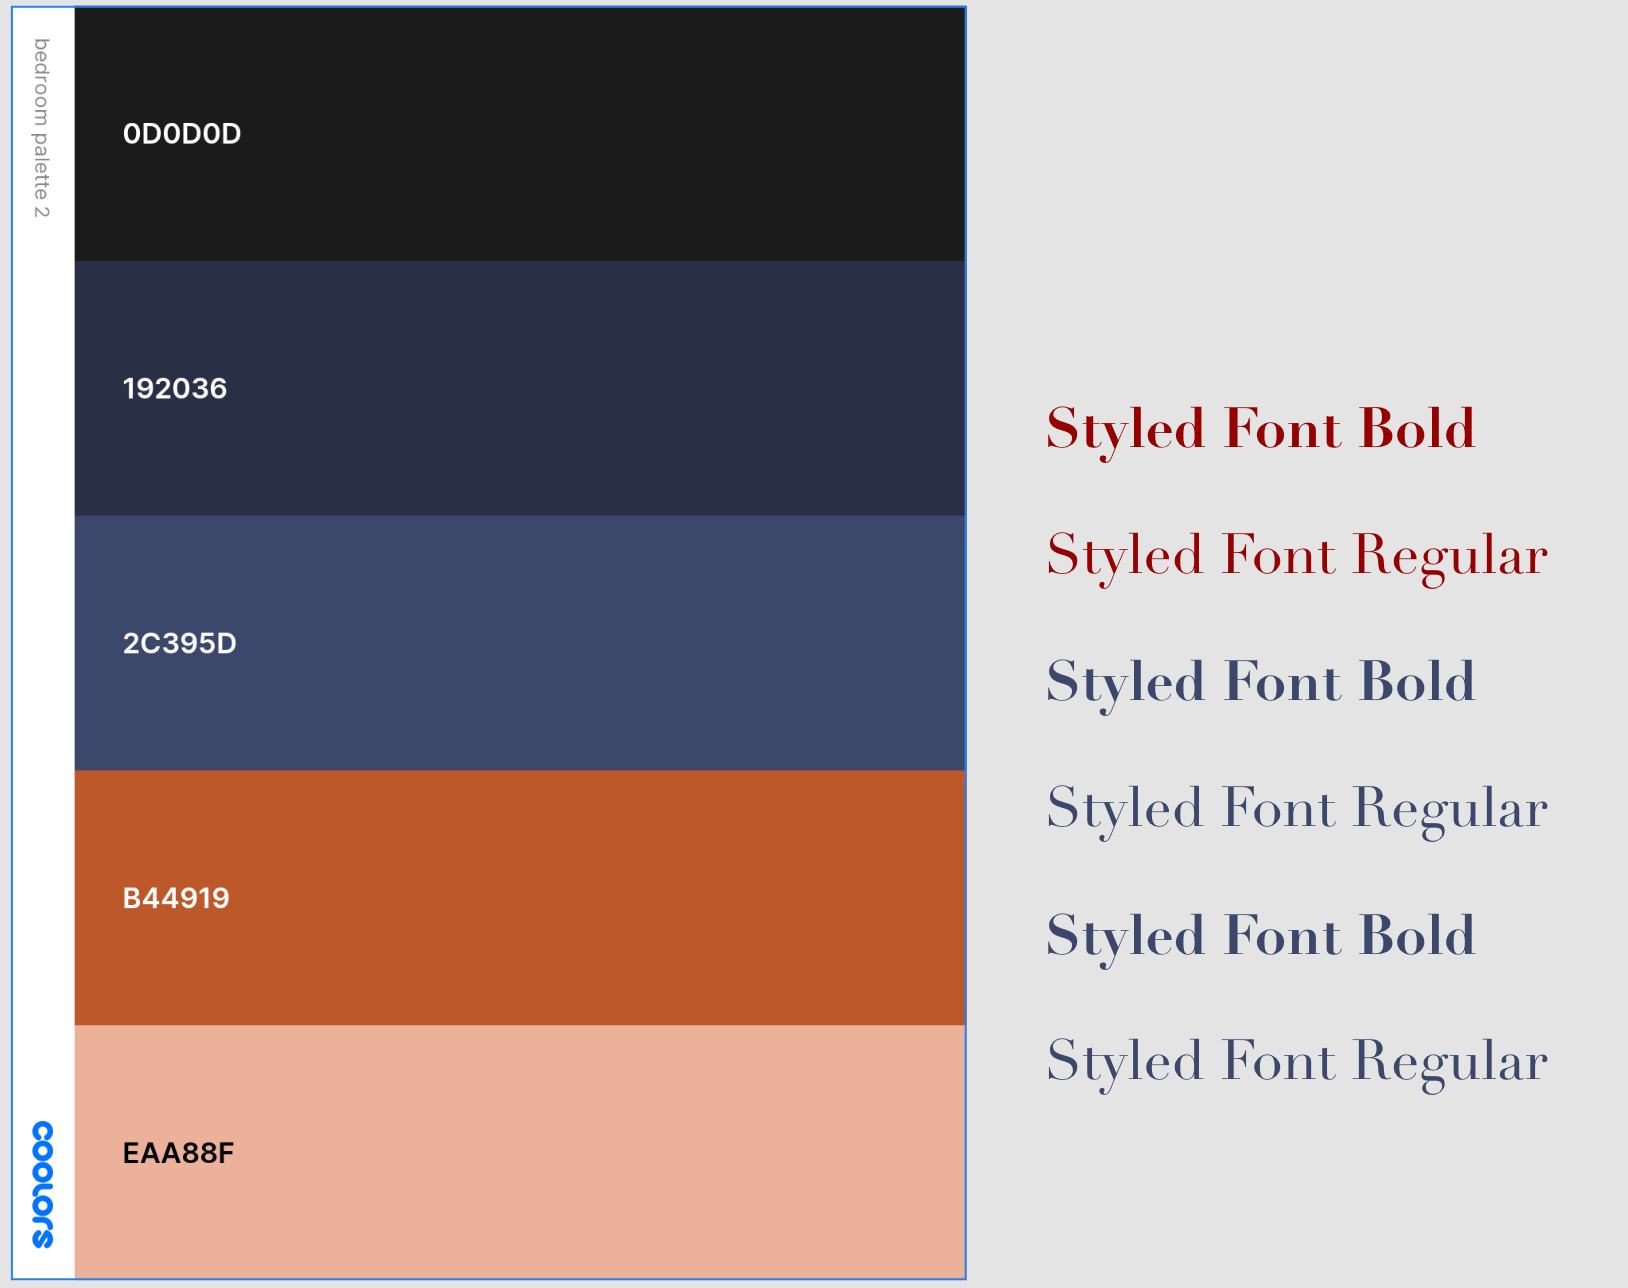 bedroom palette 2
coolors
0D0D0D
192036
2C395D
B44919
EAA88F
Styled Font Bold
Styled Font Regular
Styled Font Bold
Styled Font Regular
Styled Font Bold
Styled Font Regular